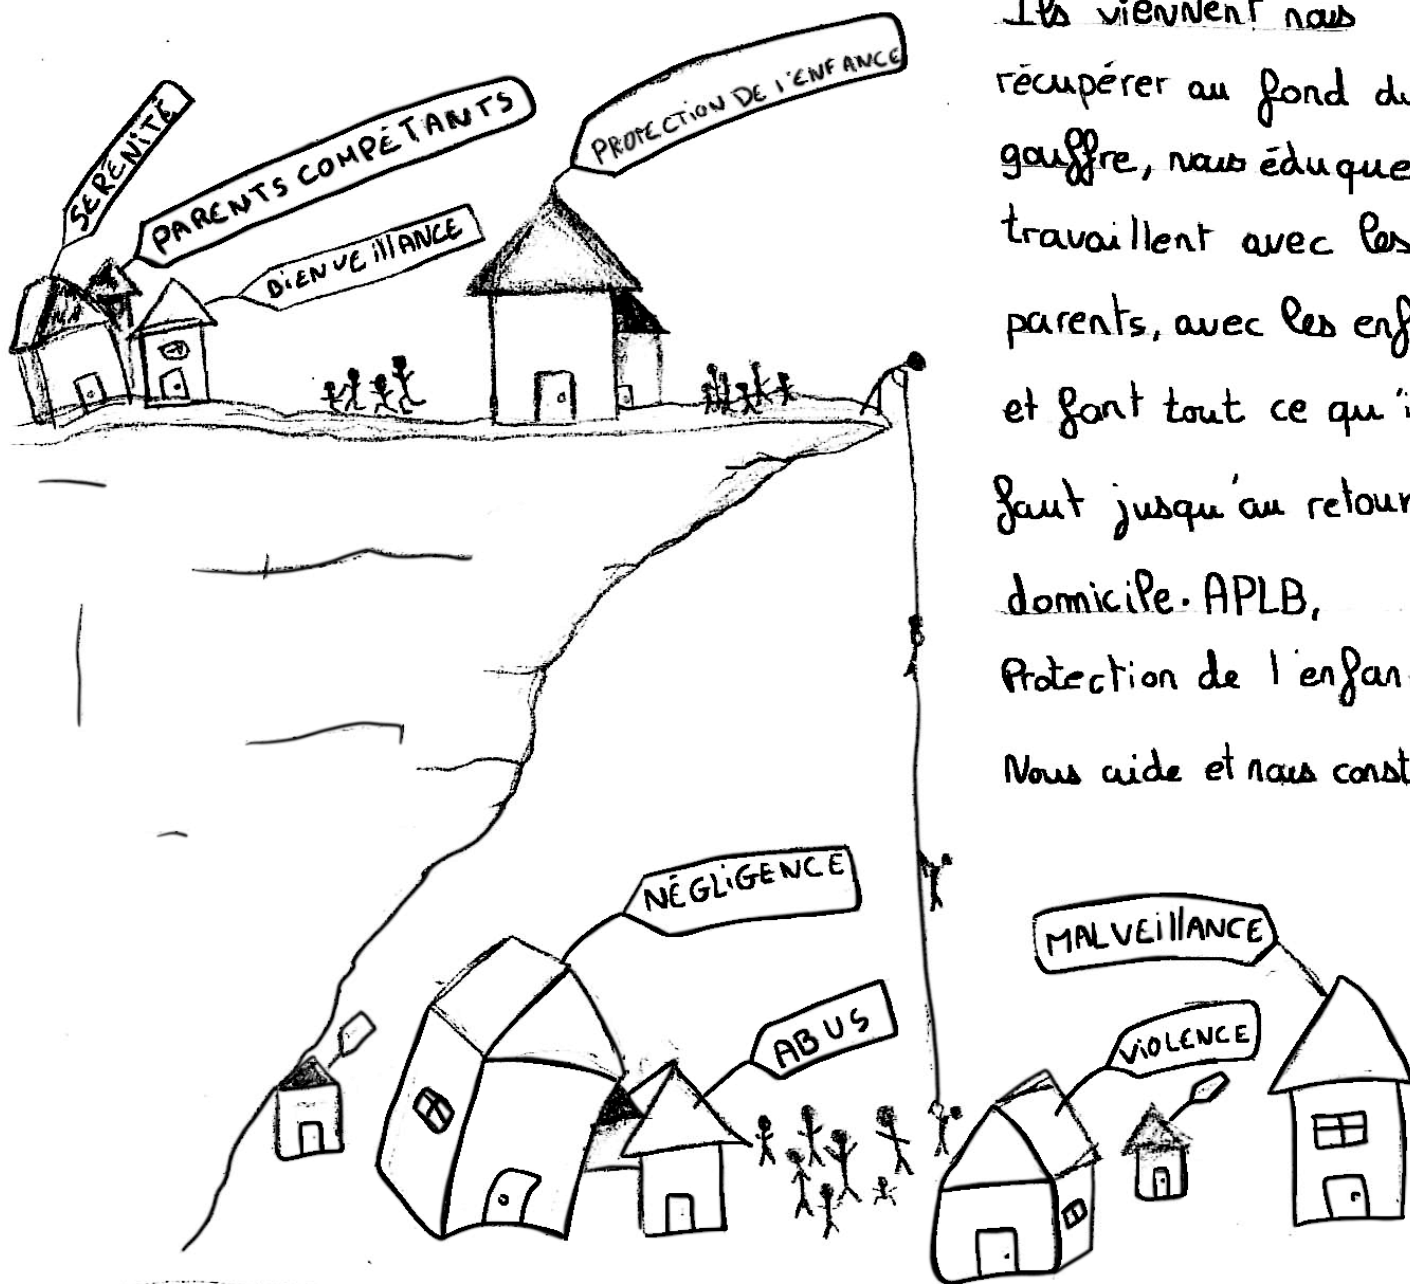 SERÉNITÉ
PARENTS COMPÉTANTS
BIENVEILLANCE
PROTECTION DE L'ENFANCE
Ils viennent nous
récupérer au fond du
gouffre, nous éduque
travaillent avec les
parents, avec les enf
et font tout ce qu'i
faut jusqu'au retour
domicile. APLB,
Protection de l'enfan
Nous aide et nous const
NÉGLIGENCE
ABUS
MALVEILLANCE
VIOLENCE